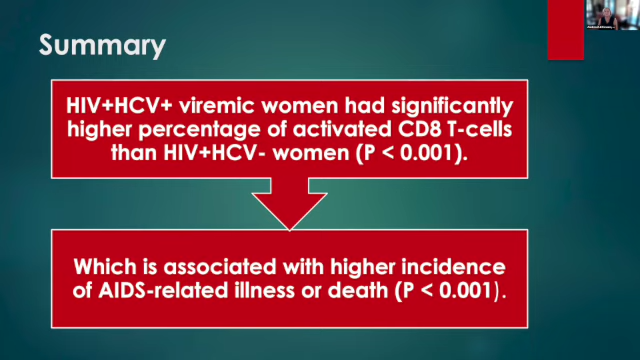 Summary
HIV+HCV+ viremic women had significantly
higher percentage of activated CD8 T-cells
than HIV+HCV- women (P < 0.001).
Which is associated with higher incidence
of AIDS-related illness or death (P < 0.001).